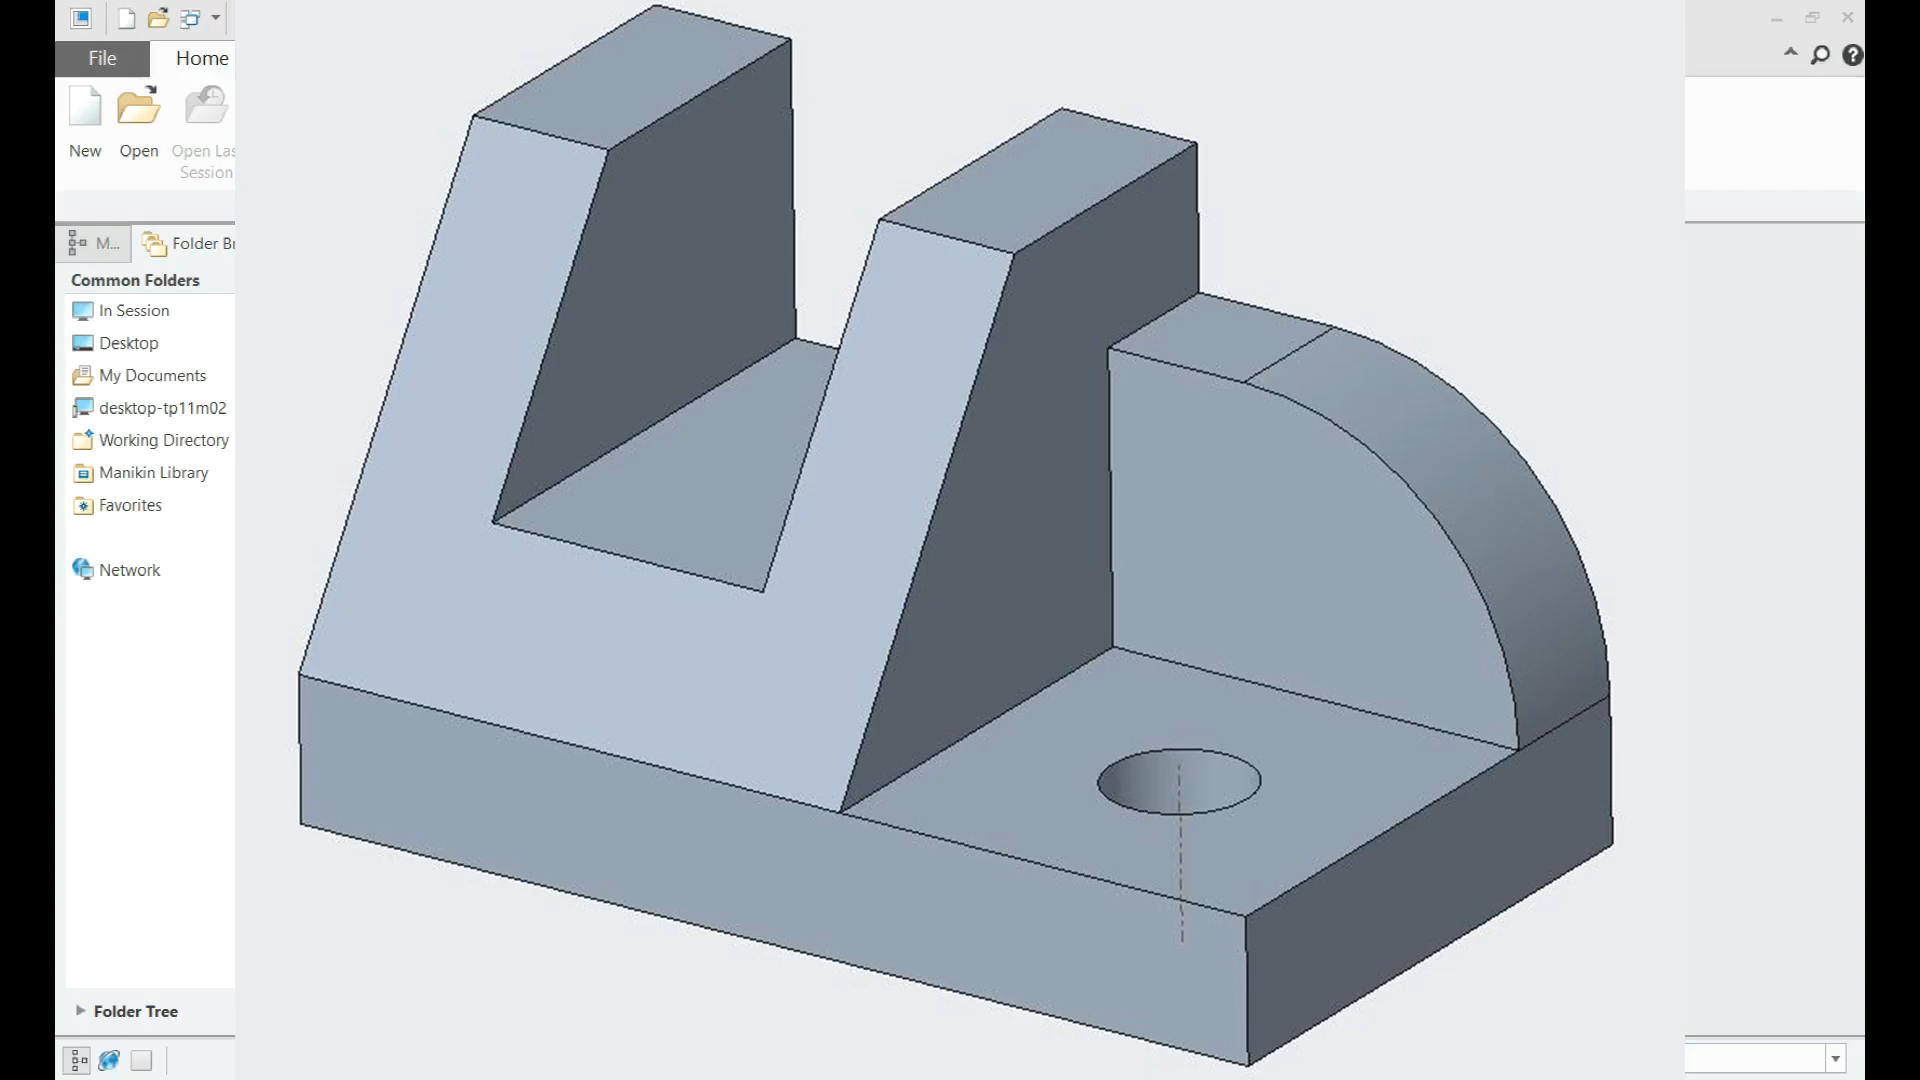 File
Home
New
Open
Open Las
Session
M...
Folder Br
Common Folders
In Session
Desktop
My Documents
desktop-tp11m02
Working Directory
Manikin Library
Favorites
Network
Folder Tree